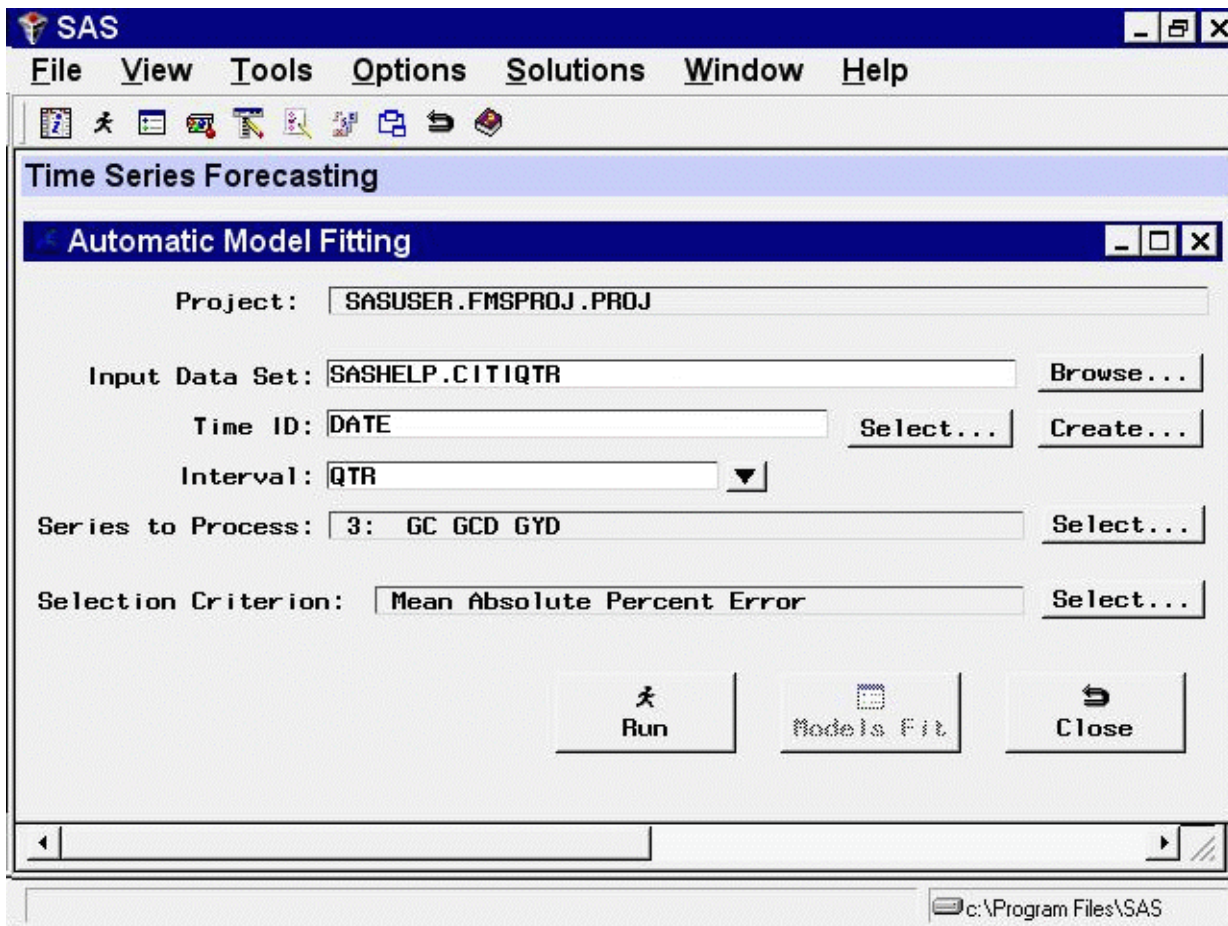 SAS
File View Tools Options Solutions Window Help
Time Series Forecasting
Automatic Model Fitting
Project: SASUSER.FMSPROJ.PROJ
Input Data Set: SASHELP.CITIQTR Browse...
Time ID: DATE Select... Create...
Interval: QTR
Series to Process: 3: GC GCD GYD Select...
Selection Criterion: Mean Absolute Percent Error Select...
Run Models Fit Close
c:\Program Files\SAS